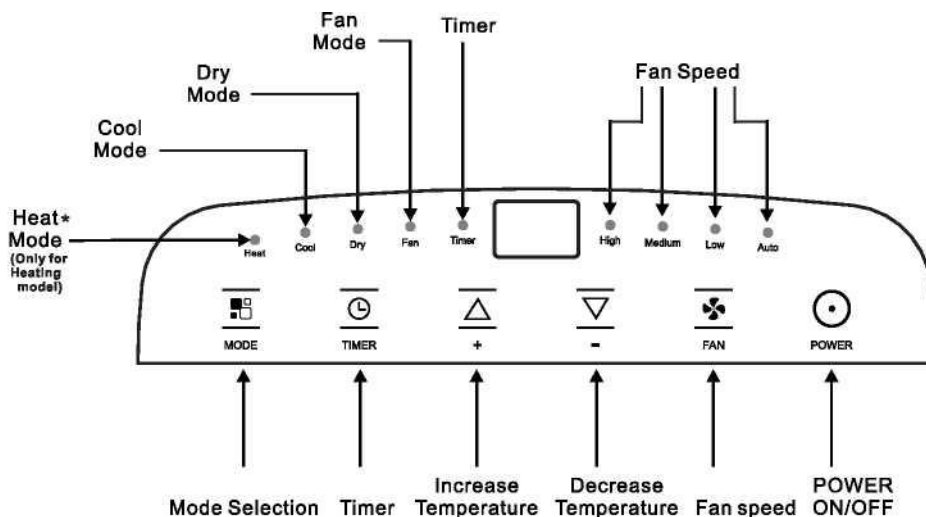 Fan
Mode
Timer
Fan Speed
Dry
Mode
Cool
Mode
Heat*
Mode
(Only for
Heating
model)
Heat
Cool
Dry
Fan
Timer
High
Medium
Low
Auto
MODE
TIMER
+
-
FAN
POWER
Mode Selection
Timer
Increase
Temperature
Decrease
Temperature
Fan speed
POWER
ON/OFF